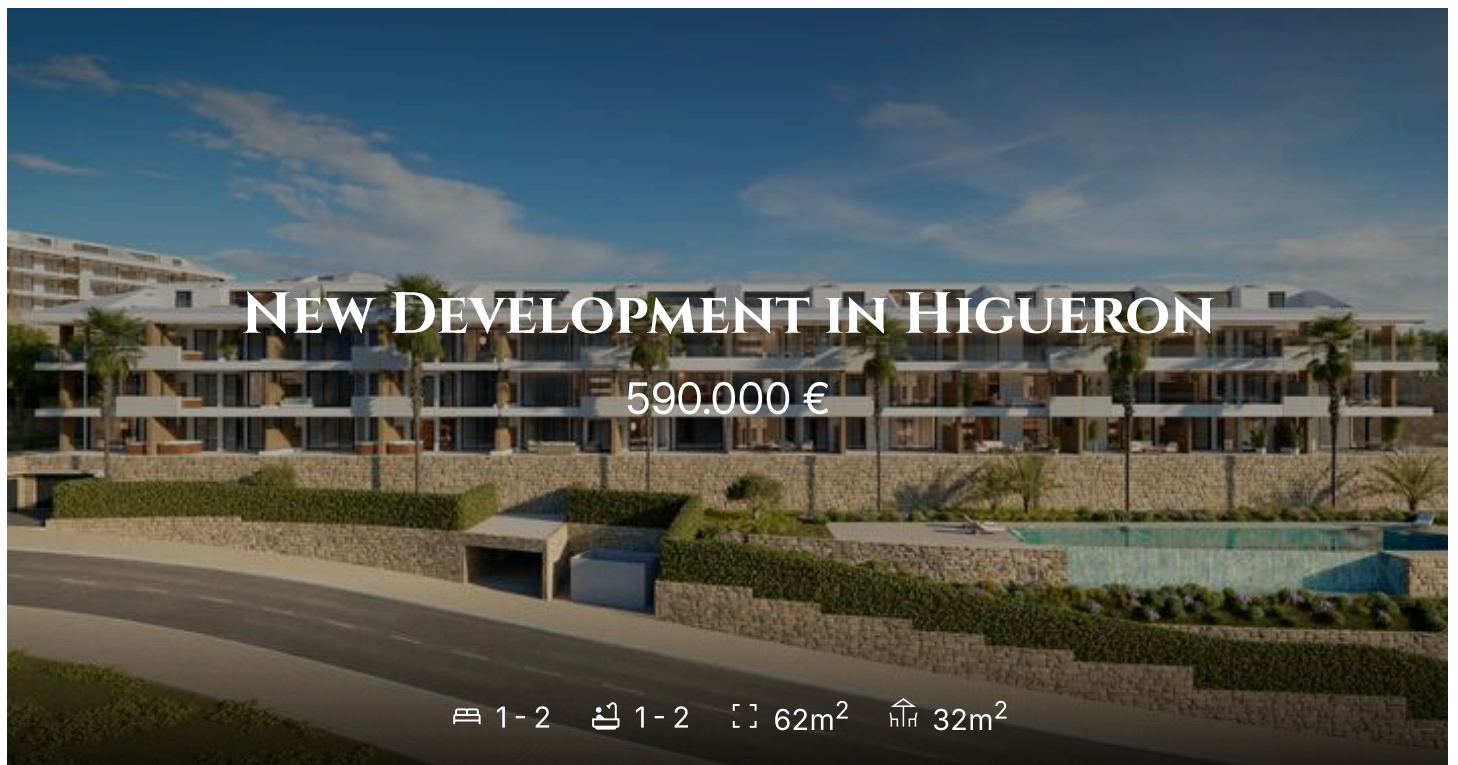 New Development in Higueron
590.000 €
1 - 2 1 - 2 62m² 32m²